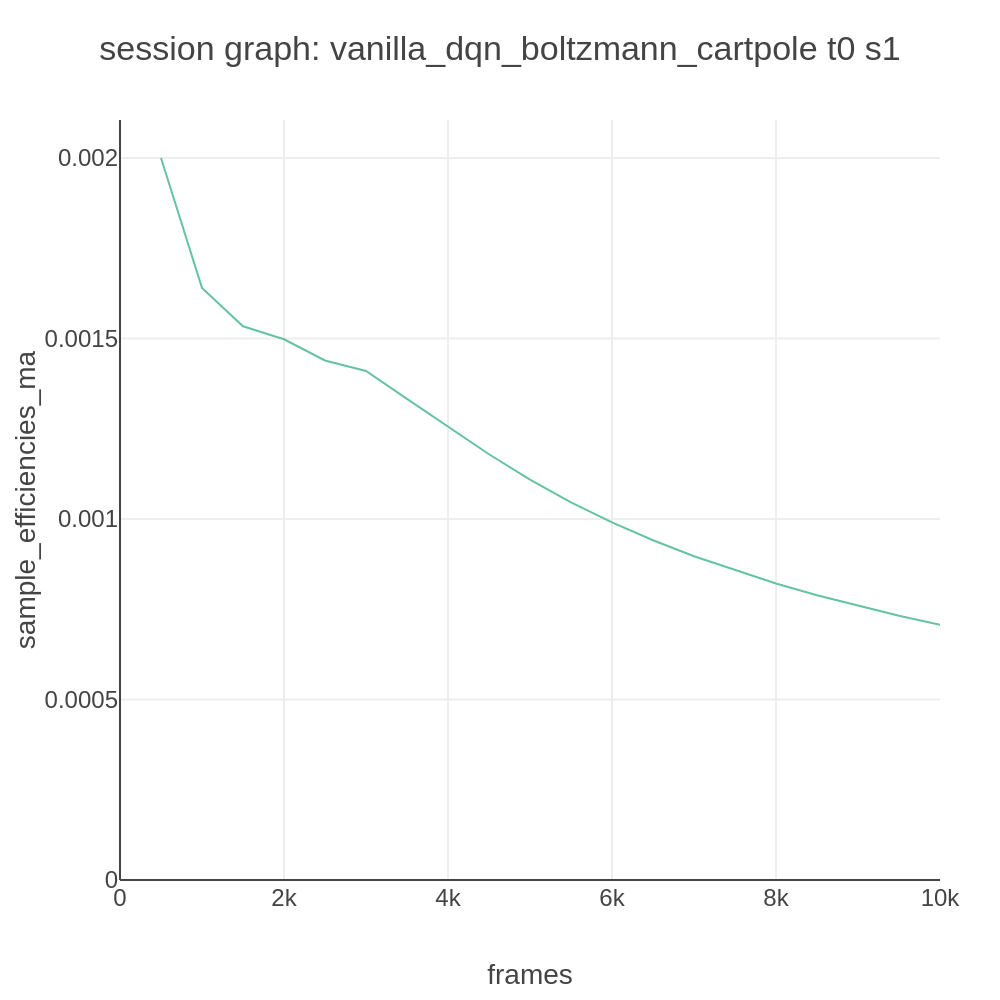 session graph: vanilla_dqn_boltzmann_cartpole t0 s1
sample_efficiencies_ma
0.002
0.0015
0.001
0.0005
0
0
2k
4k
6k
8k
10k
frames